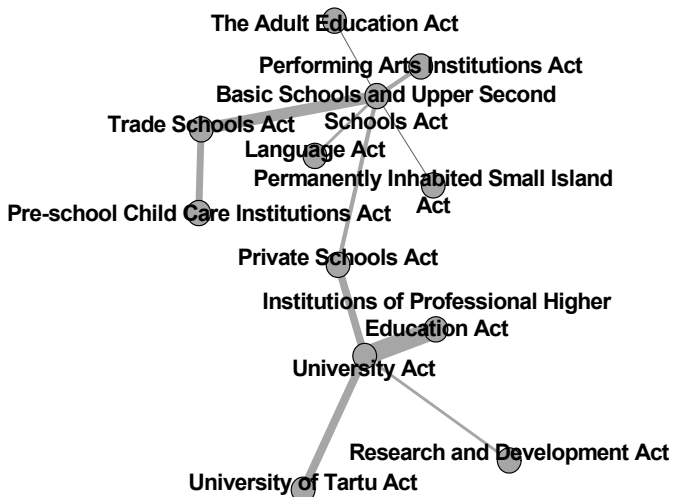 The Adult Education Act
Performing Arts Institutions Act
Basic Schools and Upper Second
Schools Act
Trade Schools Act
Language Act
Permanently Inhabited Small Island
Act
Pre-school Child Care Institutions Act
Private Schools Act
Institutions of Professional Higher
Education Act
University Act
Research and Development Act
University of Tartu Act